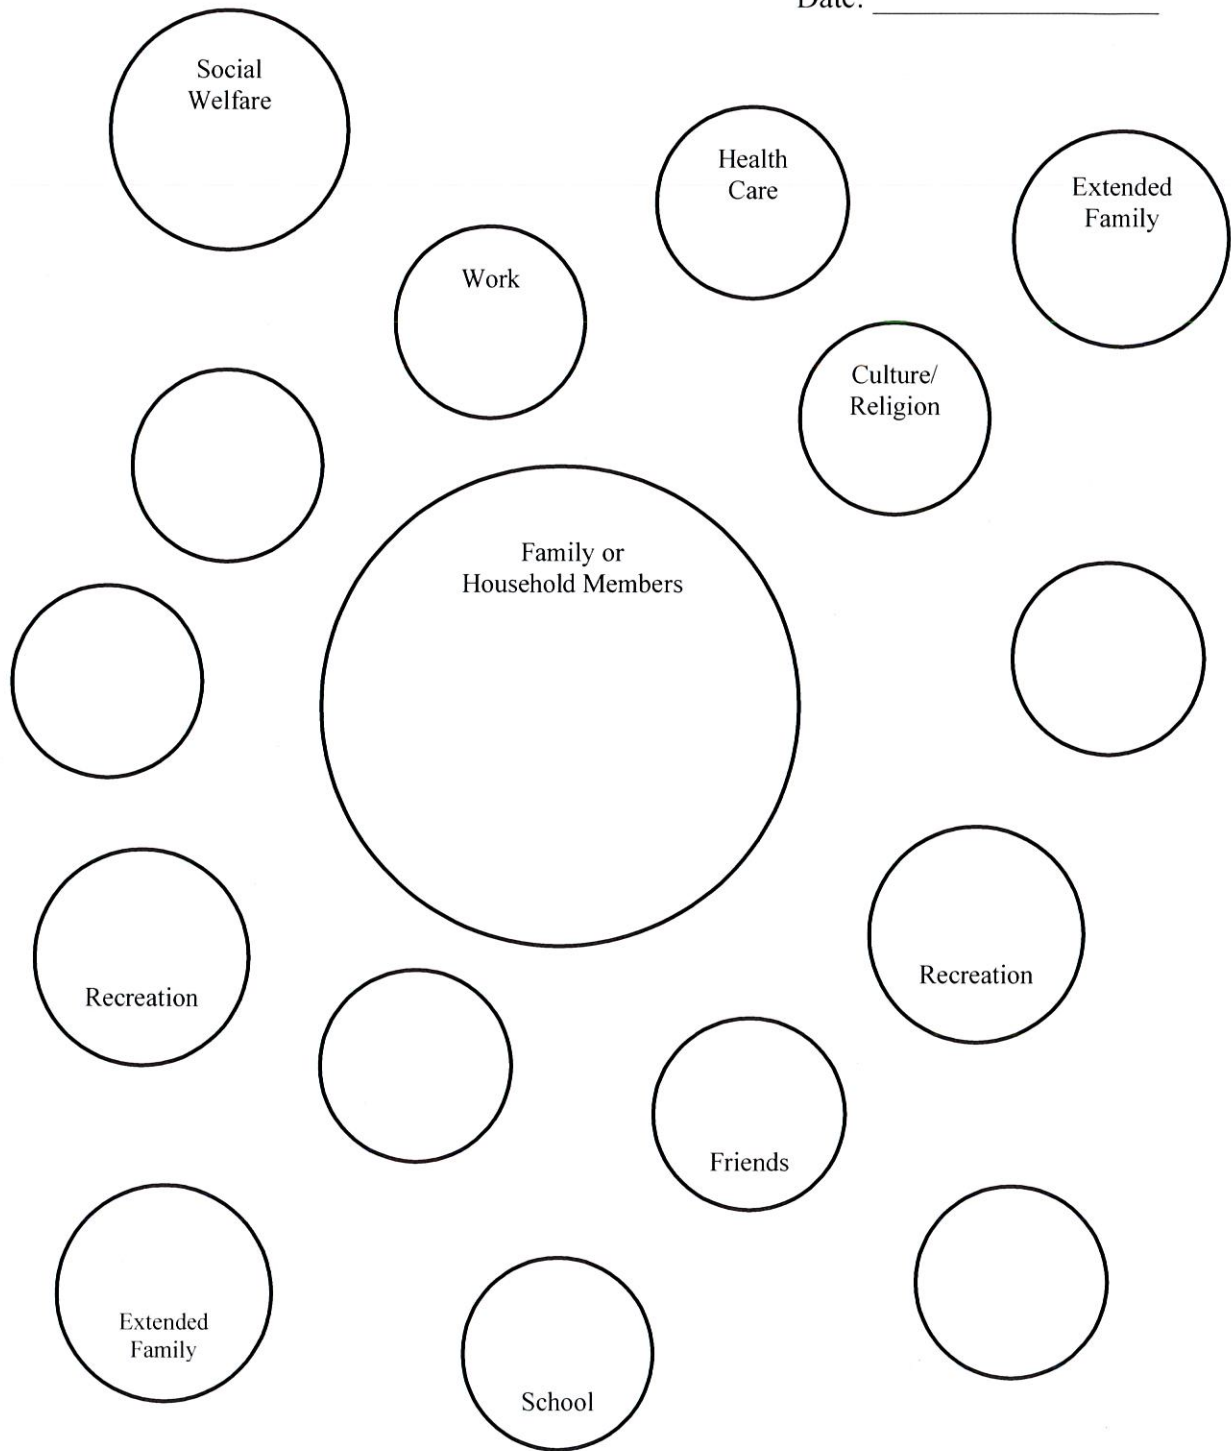 Date: ____________________
Social
Welfare
Health
Care
Extended
Family
Work
Culture/
Religion
Family or
Household Members
Recreation
Recreation
Friends
Extended
Family
School